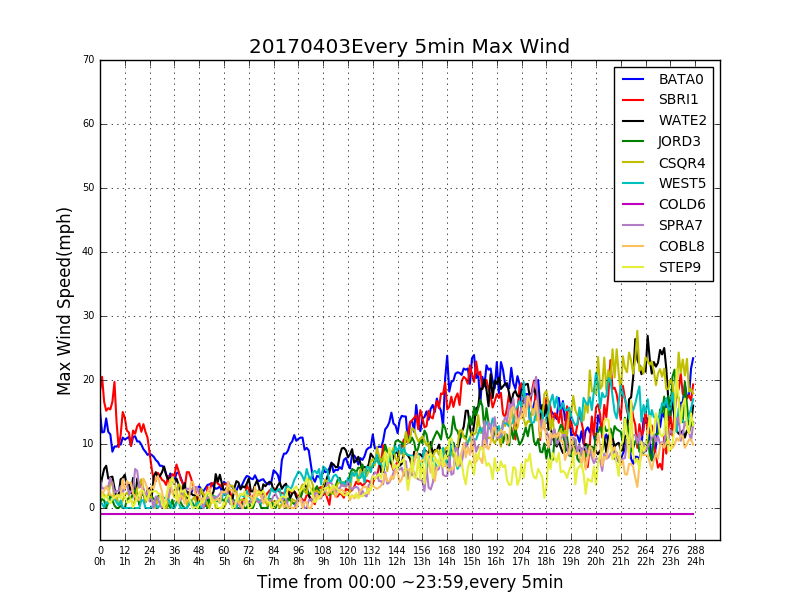 20170403Every 5min Max Wind
70
60
50
40
30
20
10
0
Max Wind Speed(mph)
BATA0
SBRI1
WATE2
JORD3
CSQR4
WEST5
COLD6
SPRA7
COBL8
STEP9
0 12 24 36 48 60 72 84 96 108 120 132 144 156 168 180 192 204 216 228 240 252 264 276 288
0h 1h 2h 3h 4h 5h 6h 7h 8h 9h 10h 11h 12h 13h 14h 15h 16h 17h 18h 19h 20h 21h 22h 23h 24h
Time from 00:00 ~23:59,every 5min